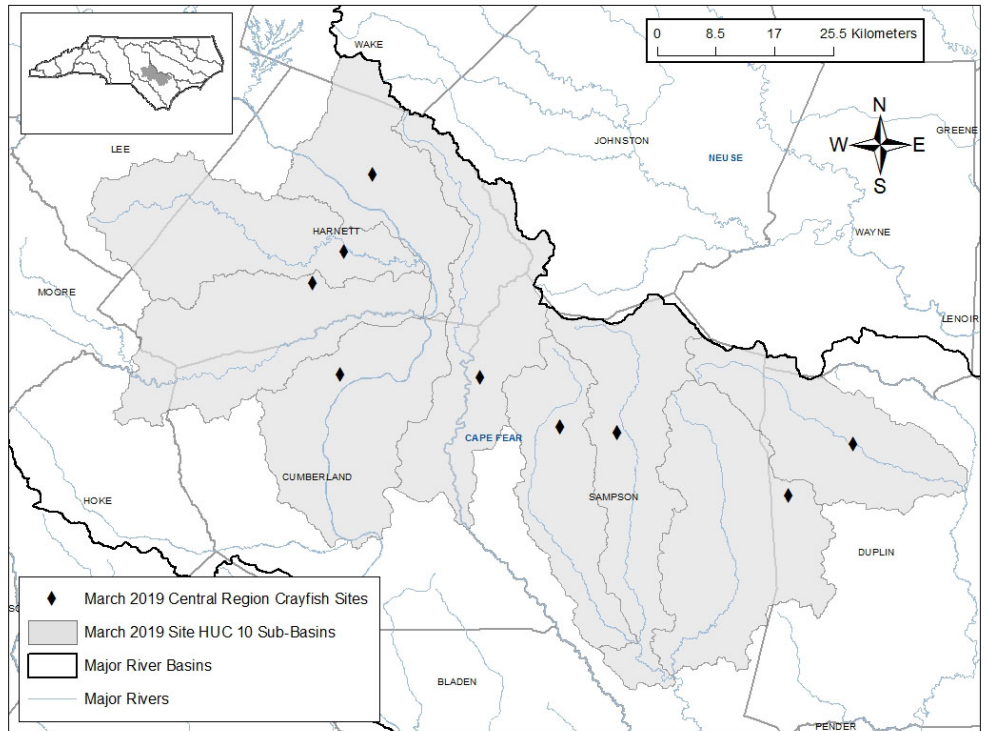 WAKE
0 8.5 17 25.5 Kilometers
N
W E
S
LEE
JOHNSTON
GREENE
NEUSE
HARNETT
WAYNE
MOORE
LENOIR
CAPE FEAR
CUMBERLAND
HOKE
SAMPSON
DUPLIN
March 2019 Central Region Crayfish Sites
March 2019 Site HUC 10 Sub-Basins
Major River Basins
Major Rivers
BLADEN
PENDER